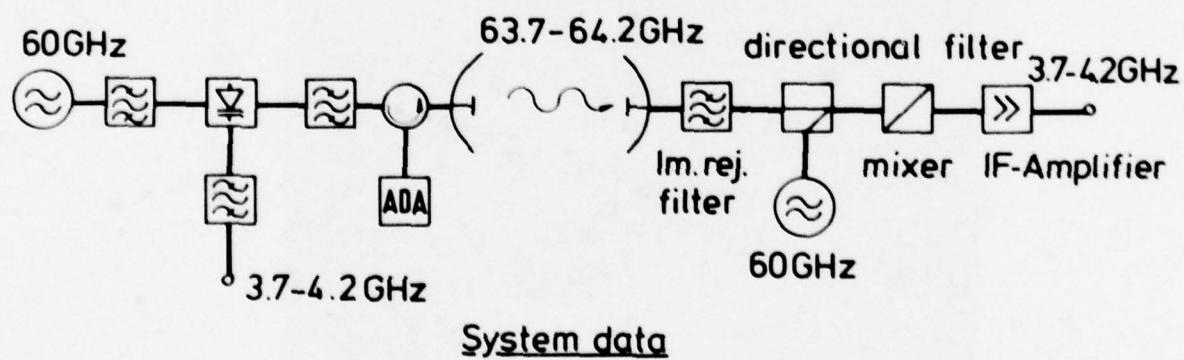 60GHz
63.7-64.2GHz
directional filter
3.7-42GHz
ADA
Im.rej. filter
mixer
IF-Amplifier
60GHz
3.7-4.2GHz
System data